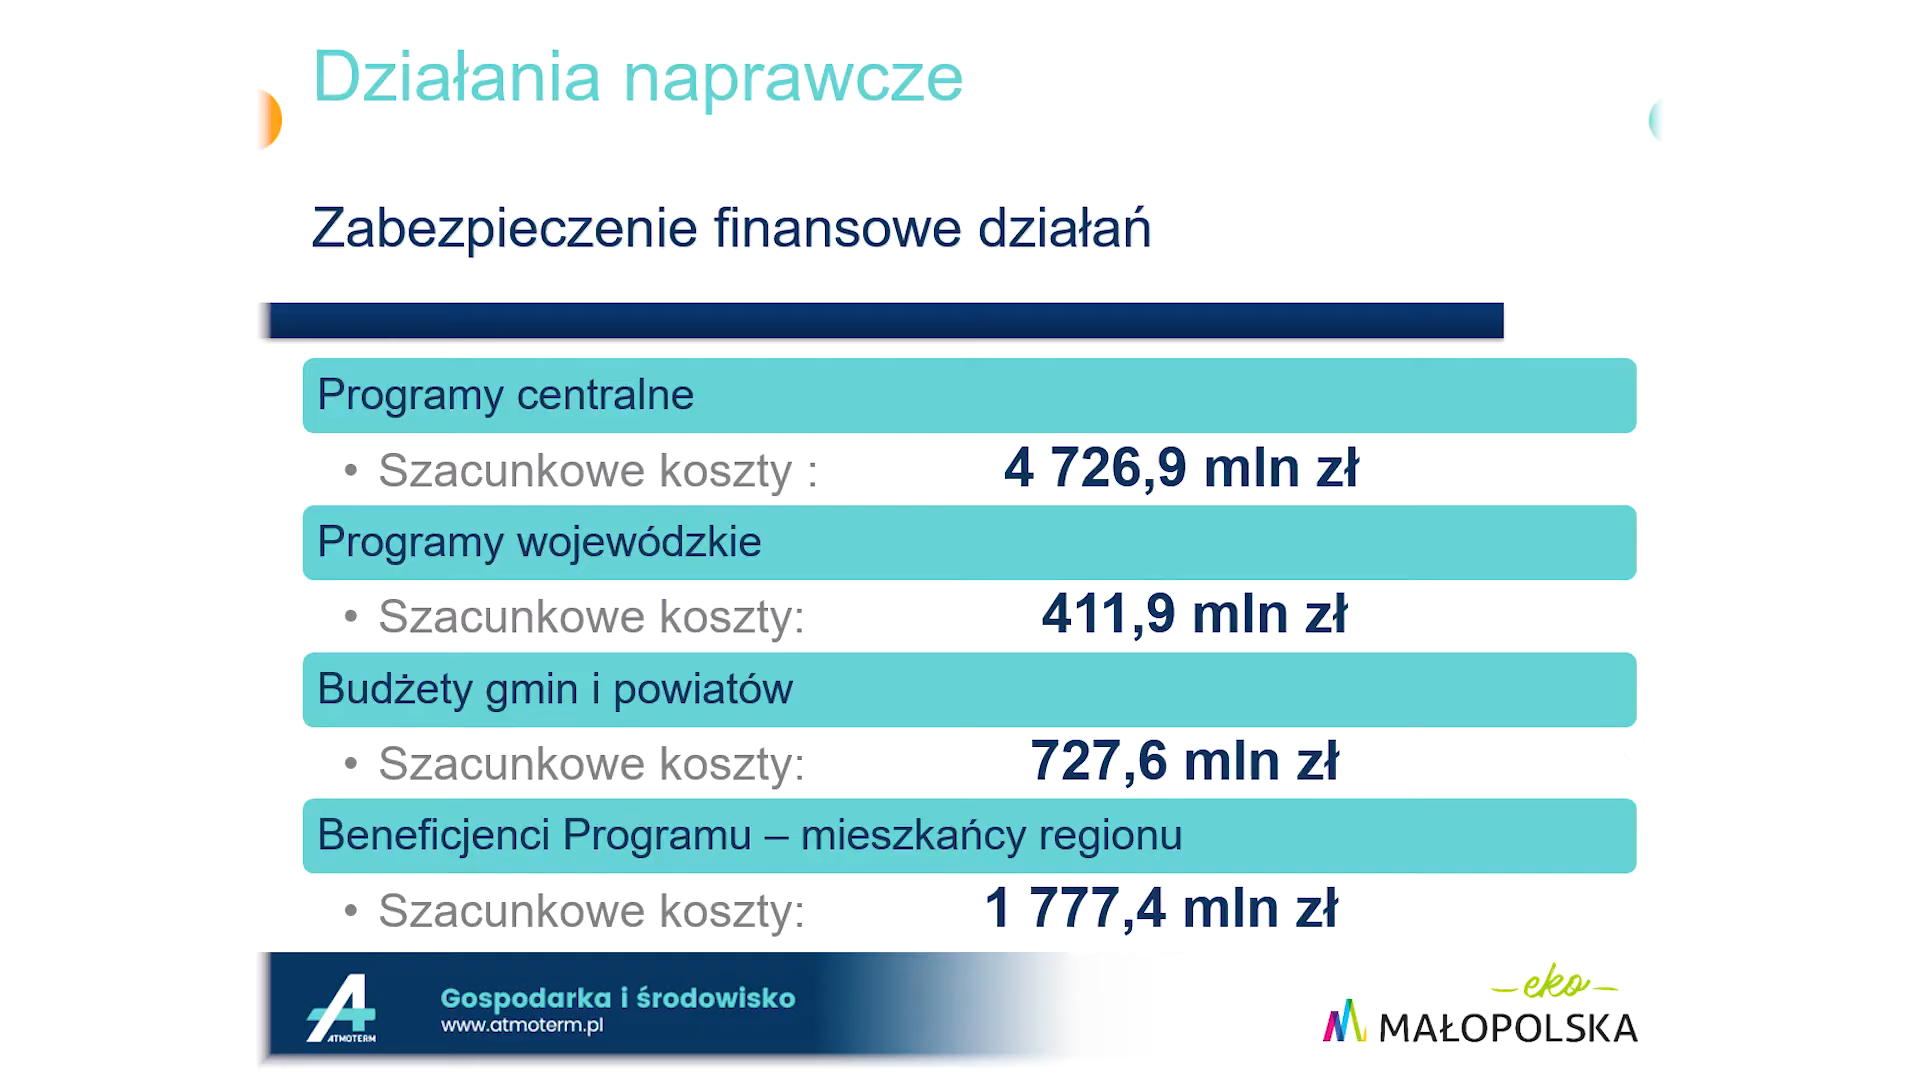 Działania naprawcze
Zabezpieczenie finansowe działań
Programy centralne
• Szacunkowe koszty : 4 726,9 mln zł
Programy wojewódzkie
• Szacunkowe koszty: 411,9 mln zł
Budżety gmin i powiatów
• Szacunkowe koszty: 727,6 mln zł
Beneficjenci Programu – mieszkańcy regionu
• Szacunkowe koszty: 1 777,4 mln zł
ATMOTERM
Gospodarka i środowisko
www.atmoterm.pl
eko
MAŁOPOLSKA